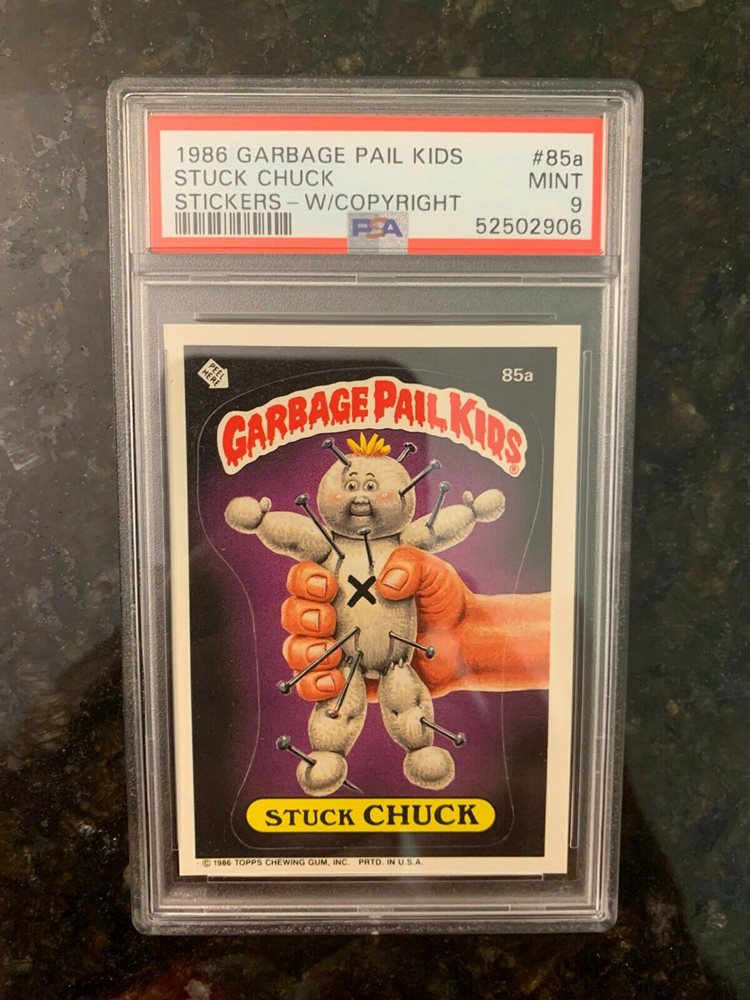 1986 GARBAGE PAIL KIDS #85a
STUCK CHUCK MINT
STICKERS – W/COPYRIGHT 9
PSA 52502906
PEEL
HERE
85a
GARBAGE PAIL KIDS®
X
STUCK CHUCK
© 1986 TOPPS CHEWING GUM, INC. PRTD. IN U.S.A.